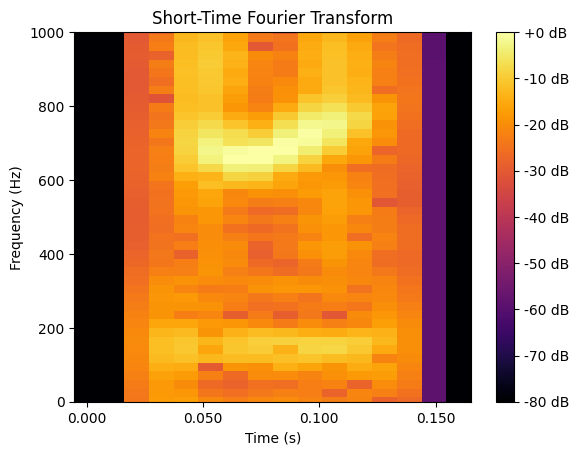 Short-Time Fourier Transform
1000
800
600
400
200
0
Frequency (Hz)
0.000
0.050
0.100
0.150
Time (s)
+0 dB
-10 dB
-20 dB
-30 dB
-40 dB
-50 dB
-60 dB
-70 dB
-80 dB